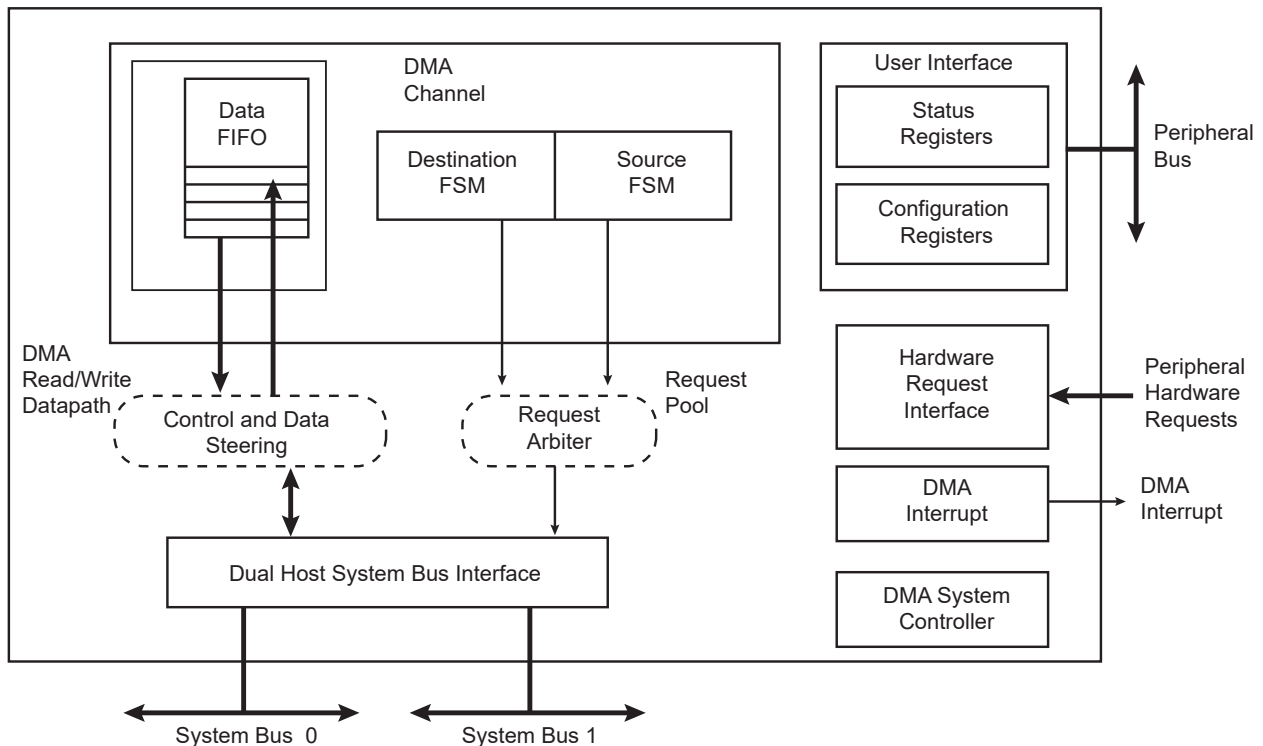 DMA
Channel
Data
FIFO
Destination
FSM
Source
FSM
User Interface
Status
Registers
Configuration
Registers
Peripheral
Bus
DMA
Read/Write
Datapath
Control and Data
Steering
Request
Arbiter
Request
Pool
Hardware
Request
Interface
Peripheral
Hardware
Requests
DMA
Interrupt
DMA
Interrupt
Dual Host System Bus Interface
DMA System
Controller
System Bus  0
System Bus 1